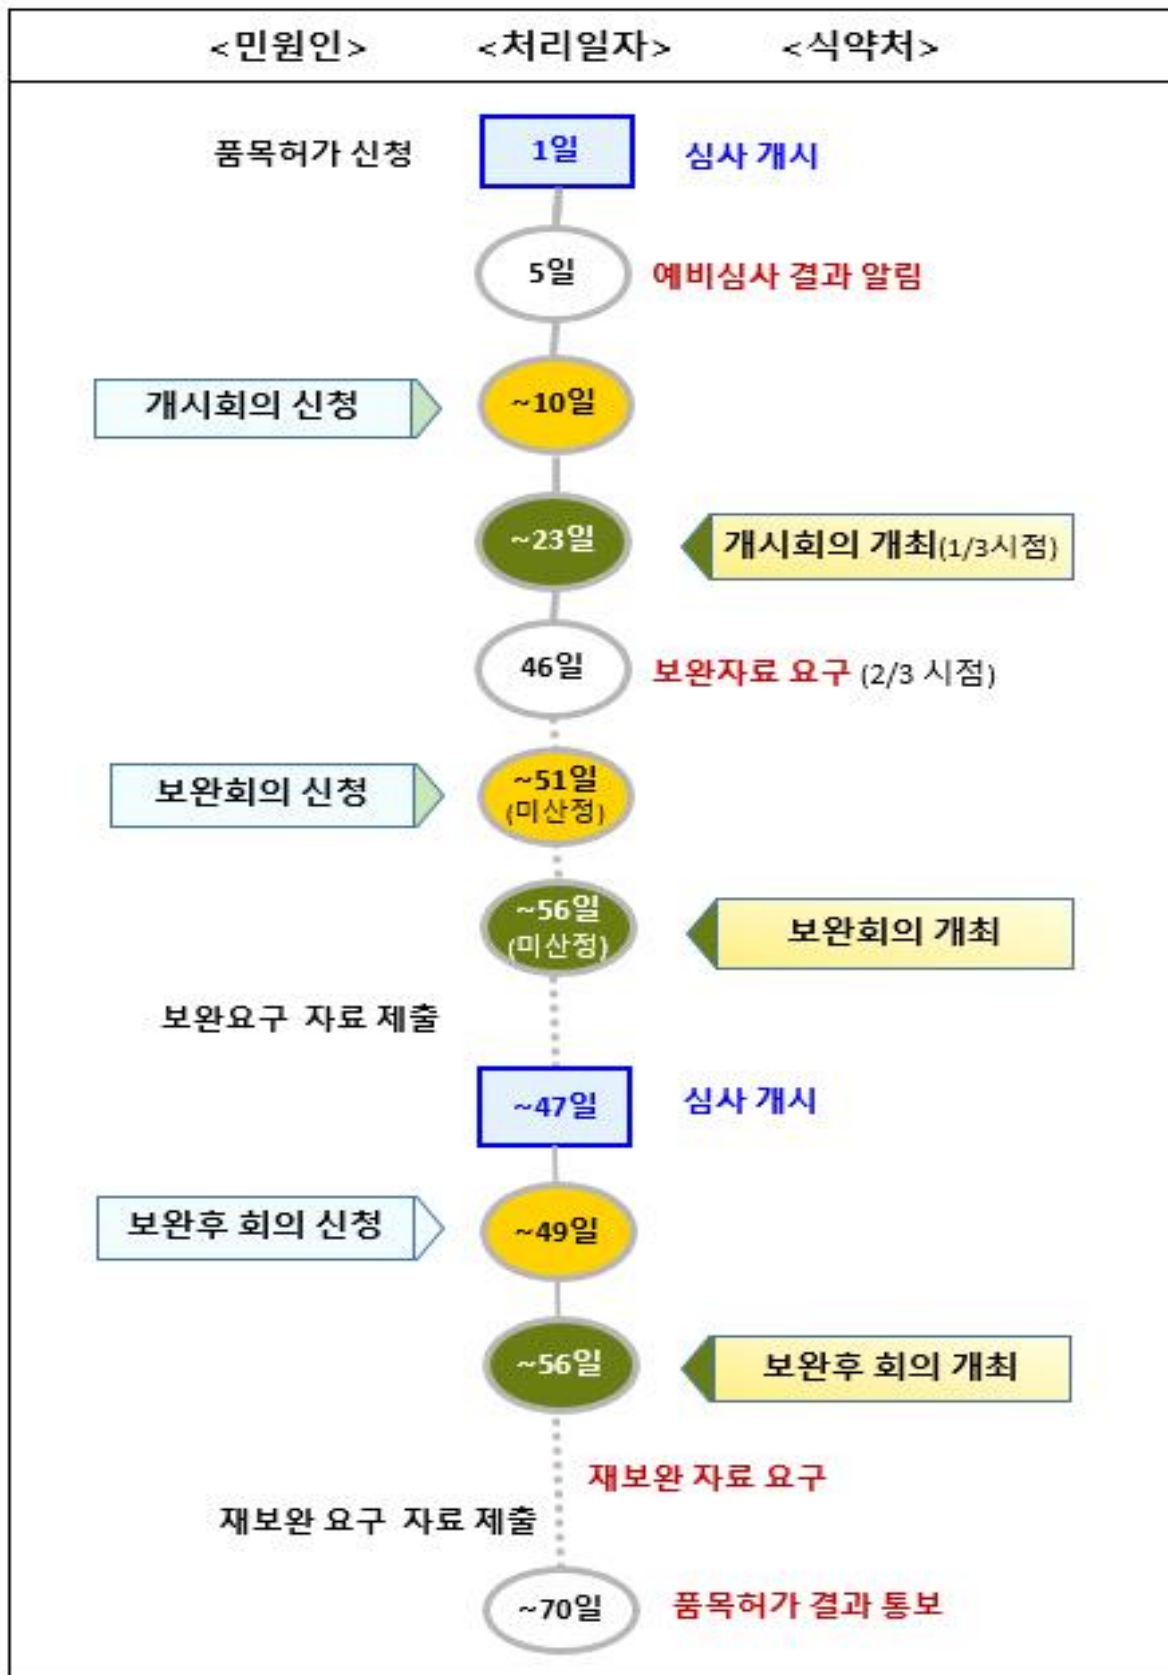 <민원인> <처리일자> <식약처>
품목허가 신청 1일 심사 개시
5일 예비심사 결과 알림
개시회의 신청 ~10일
~23일 개시회의 개최(1/3시점)
46일 보완자료 요구 (2/3 시점)
보완회의 신청 ~51일
(미산정)
~56일
(미산정) 보완회의 개최
보완요구 자료 제출
~47일 심사 개시
보완후 회의 신청 ~49일
~56일 보완후 회의 개최
재보완 자료 요구
재보완 요구 자료 제출
~70일 품목허가 결과 통보